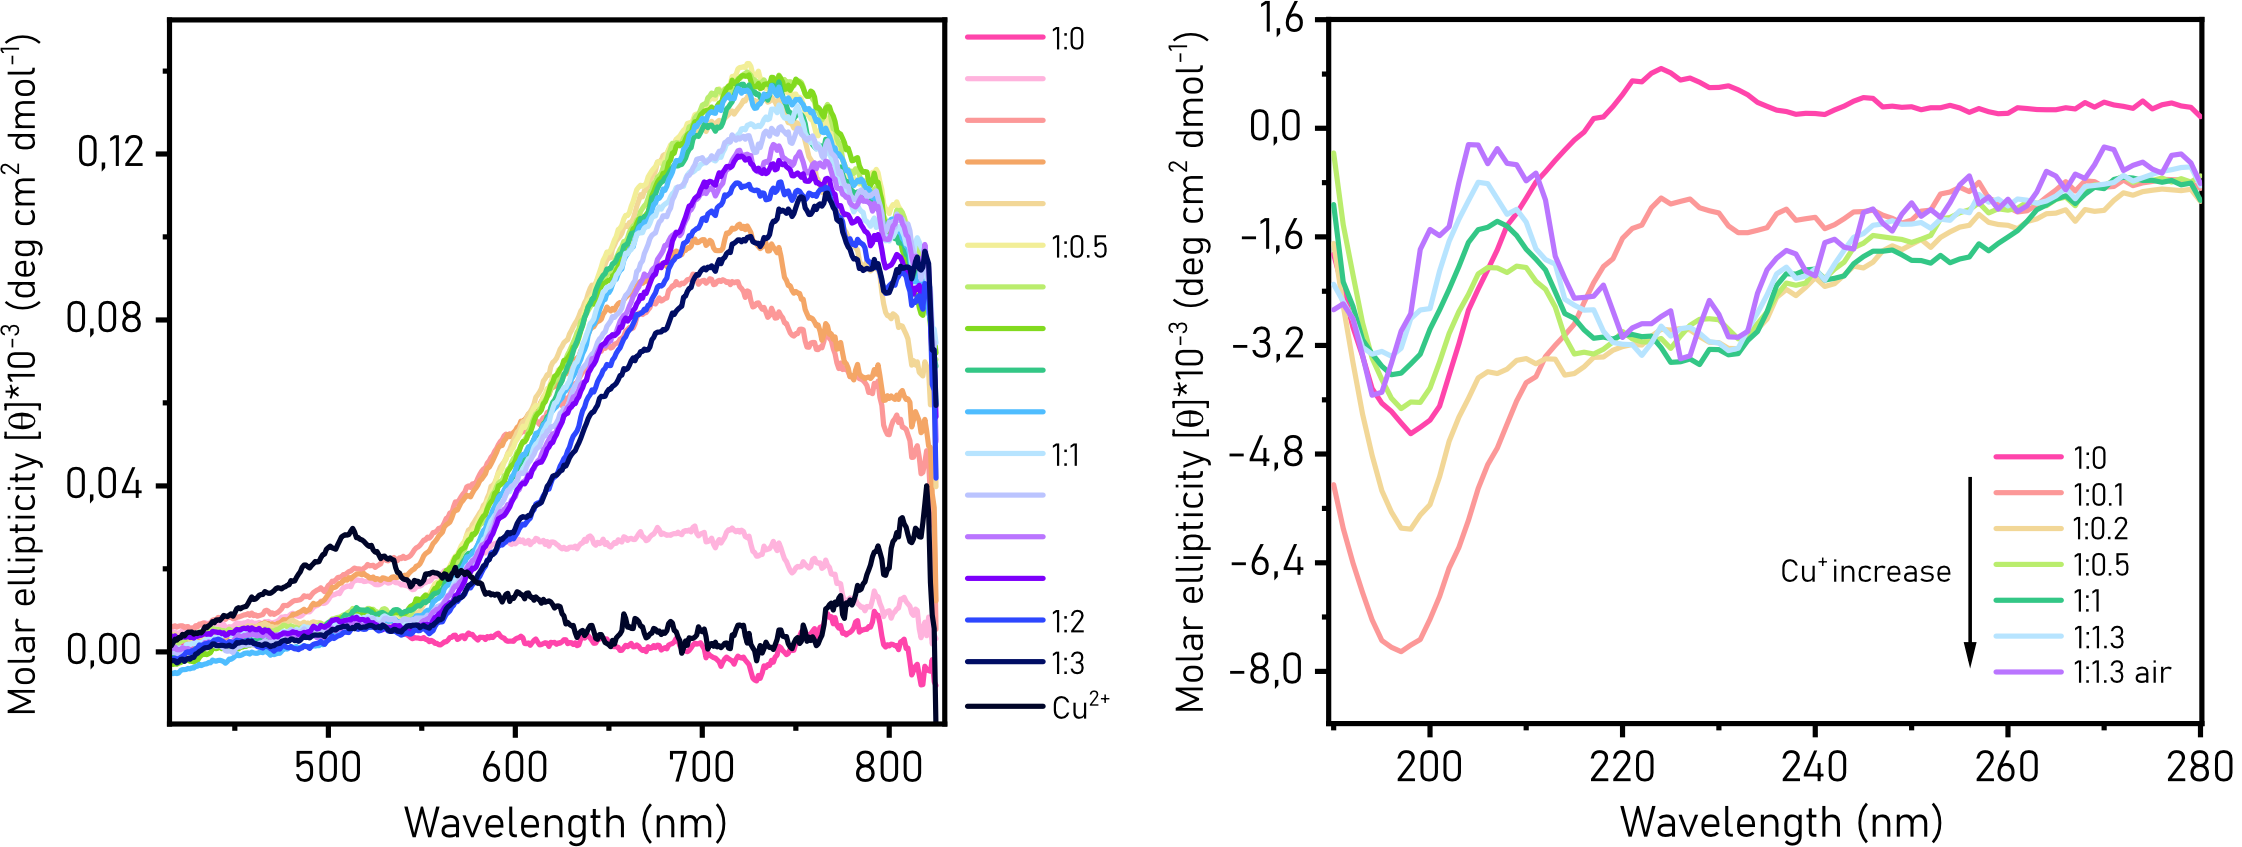 Molar ellipticity [θ]*10⁻³ (deg cm² dmol⁻¹)
0,12
0,08
0,04
0,00
500 600 700 800
Wavelength (nm)
1:0
1:0.5
1:1
1:2
1:3
Cu²⁺
Molar ellipticity [θ]*10⁻³ (deg cm² dmol⁻¹)
1,6
0,0
−1,6
−3,2
−4,8
−6,4
−8,0
200 220 240 260 280
Wavelength (nm)
Cu⁺ increase
1:0
1:0.1
1:0.2
1:0.5
1:1
1:1.3
1:1.3 air